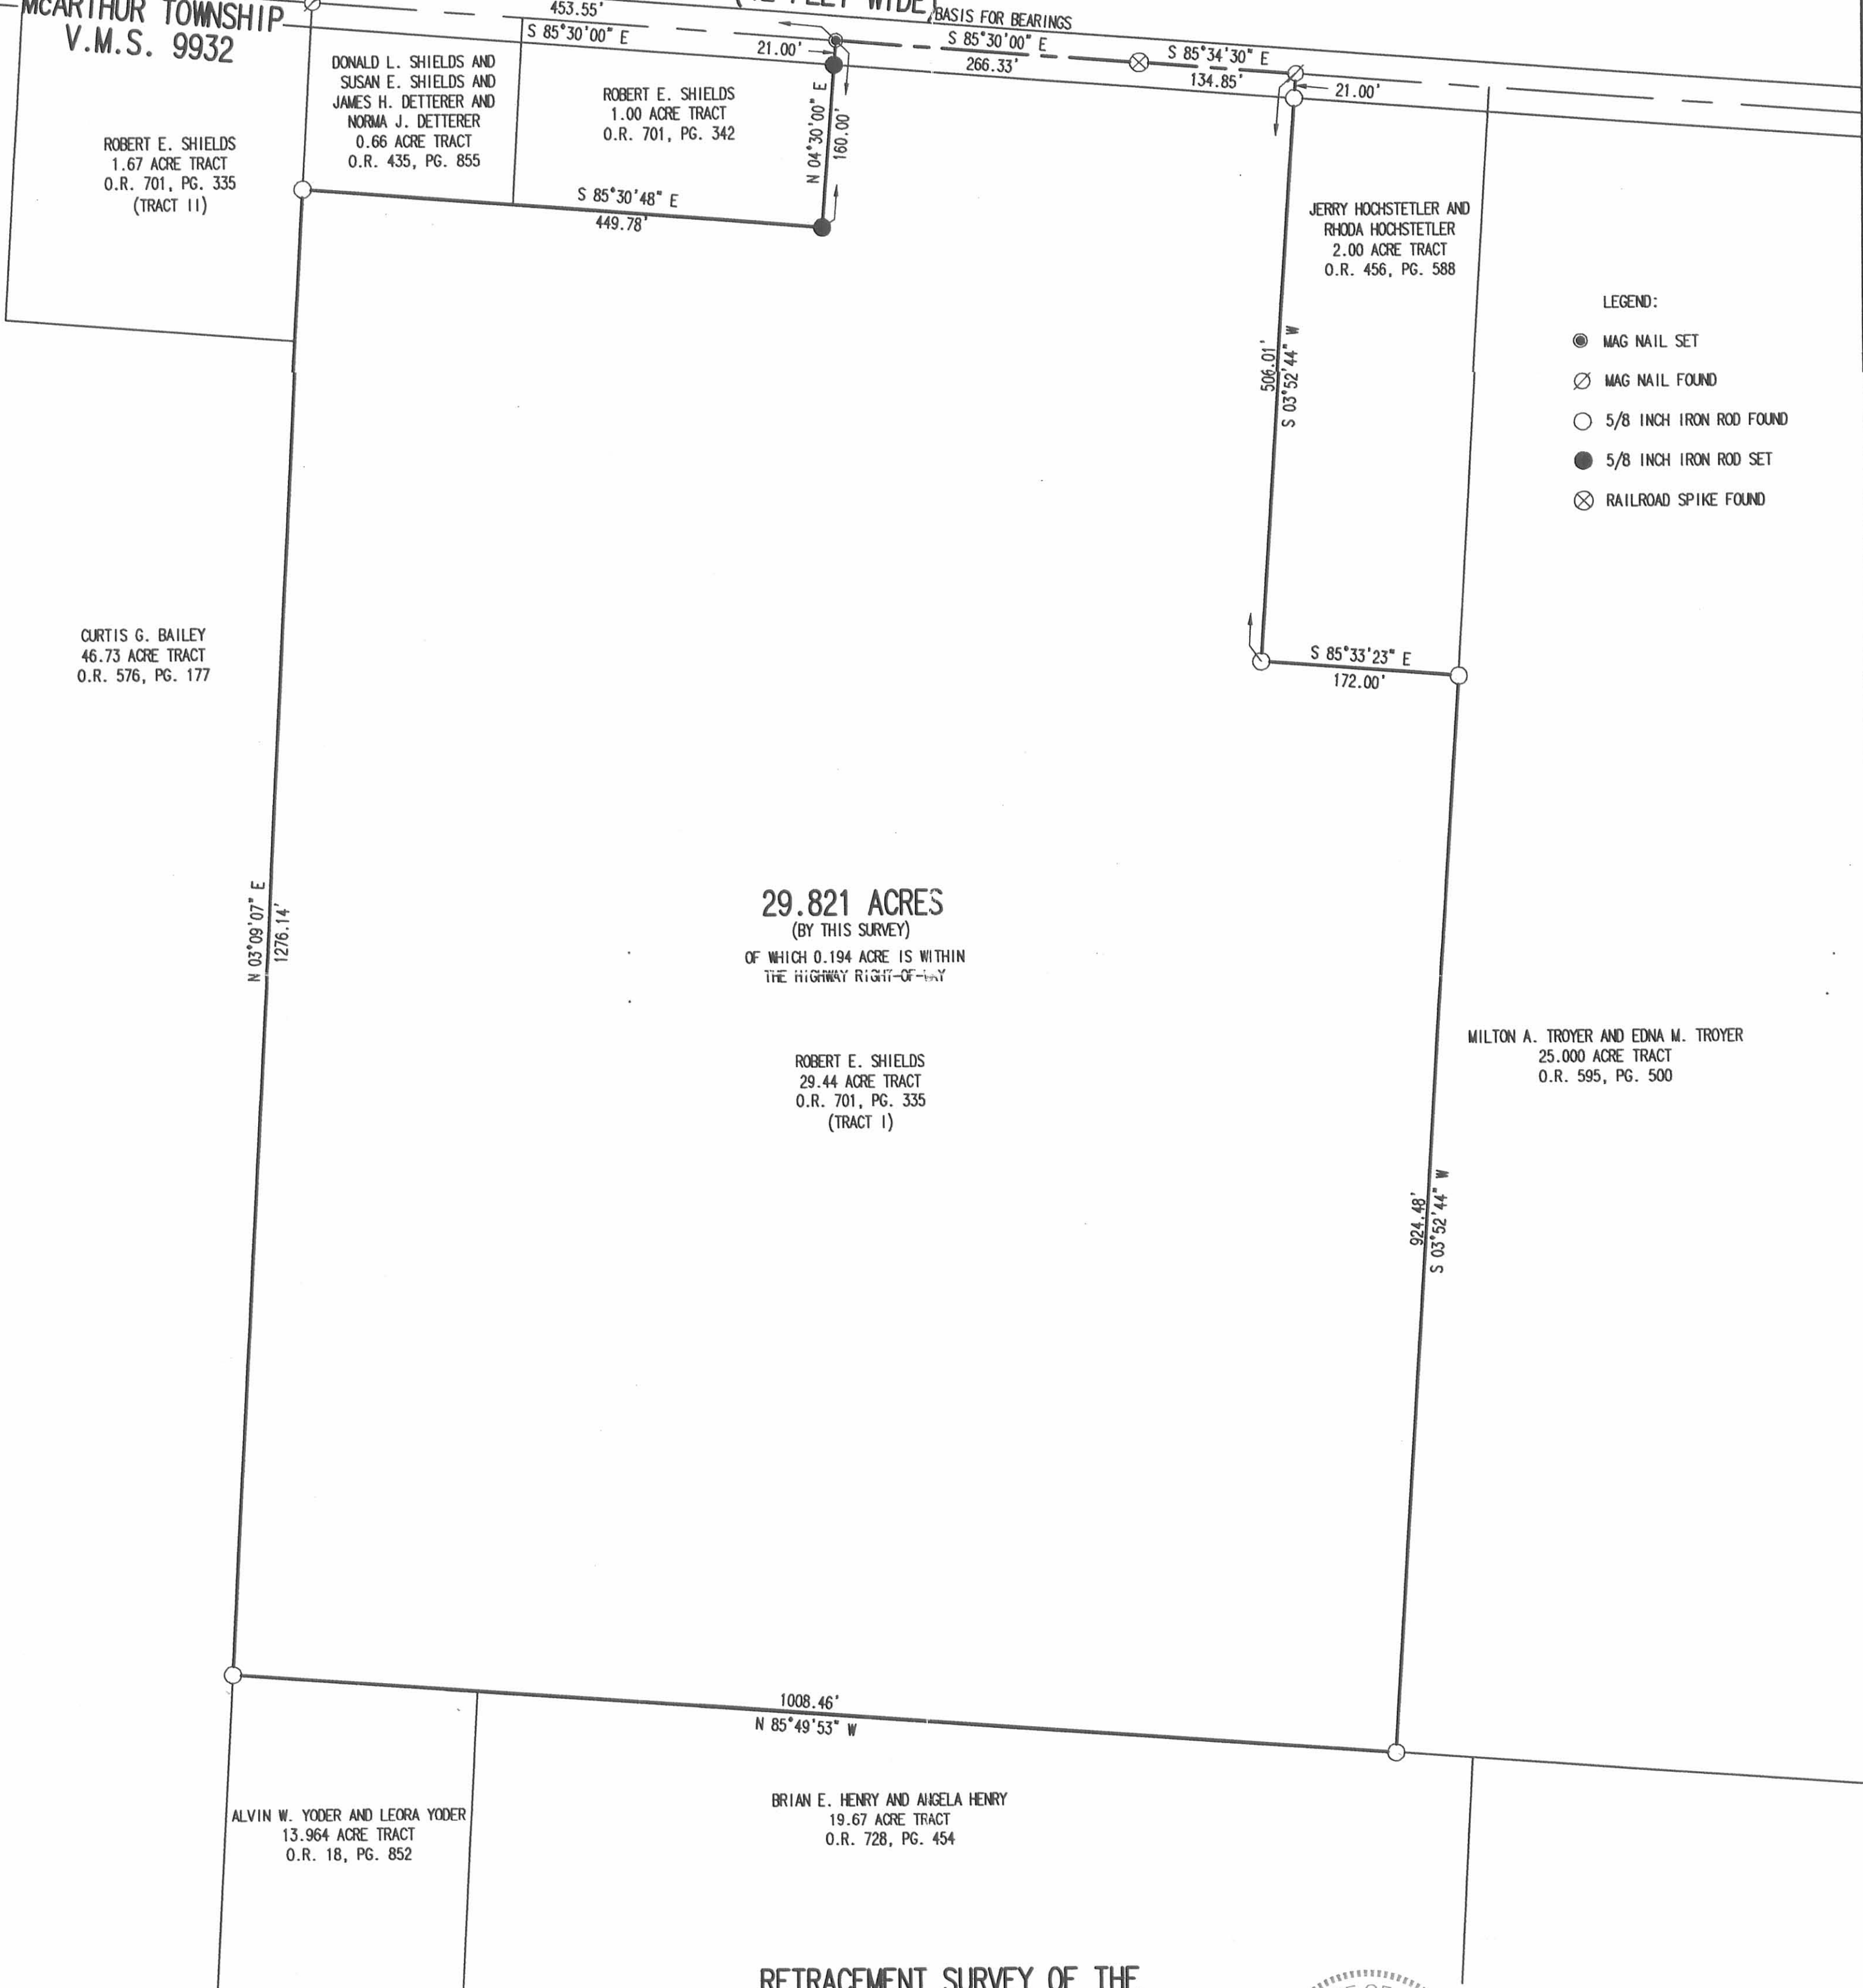 McARTHUR TOWNSHIP
V.M.S. 9932
453.55'
S 85°30'00" E
FEET WIDE)
BASIS FOR BEARINGS
21.00'
S 85°30'00" E
266.33'
S 85°34'30" E
134.85'
21.00'
ROBERT E. SHIELDS
1.67 ACRE TRACT
O.R. 701, PG. 335
(TRACT II)
DONALD L. SHIELDS AND
SUSAN E. SHIELDS AND
JAMES H. DETTERER AND
NORMA J. DETTERER
0.66 ACRE TRACT
O.R. 435, PG. 855
ROBERT E. SHIELDS
1.00 ACRE TRACT
O.R. 701, PG. 342
N 04°30'00" E
160.00'
S 85°30'48" E
449.78'
JERRY HOCHSTETLER AND
RHODA HOCHSTETLER
2.00 ACRE TRACT
O.R. 456, PG. 588
LEGEND:
MAG NAIL SET
MAG NAIL FOUND
5/8 INCH IRON ROD FOUND
5/8 INCH IRON ROD SET
RAILROAD SPIKE FOUND
506.01'
S 03°52'44" W
S 85°33'23" E
172.00'
CURTIS G. BAILEY
46.73 ACRE TRACT
O.R. 576, PG. 177
N 03°09'07" E
1276.14'
29.821 ACRES
(BY THIS SURVEY)
OF WHICH 0.194 ACRE IS WITHIN
THE HIGHWAY RIGHT-OF-WAY
ROBERT E. SHIELDS
29.44 ACRE TRACT
O.R. 701, PG. 335
(TRACT I)
MILTON A. TROYER AND EDNA M. TROYER
25.000 ACRE TRACT
O.R. 595, PG. 500
924.48'
S 03°52'44" W
1008.46'
N 85°49'53" W
ALVIN W. YODER AND LEORA YODER
13.964 ACRE TRACT
O.R. 18, PG. 852
BRIAN E. HENRY AND ANGELA HENRY
19.67 ACRE TRACT
O.R. 728, PG. 454
RETRACEMENT SURVEY OF THE